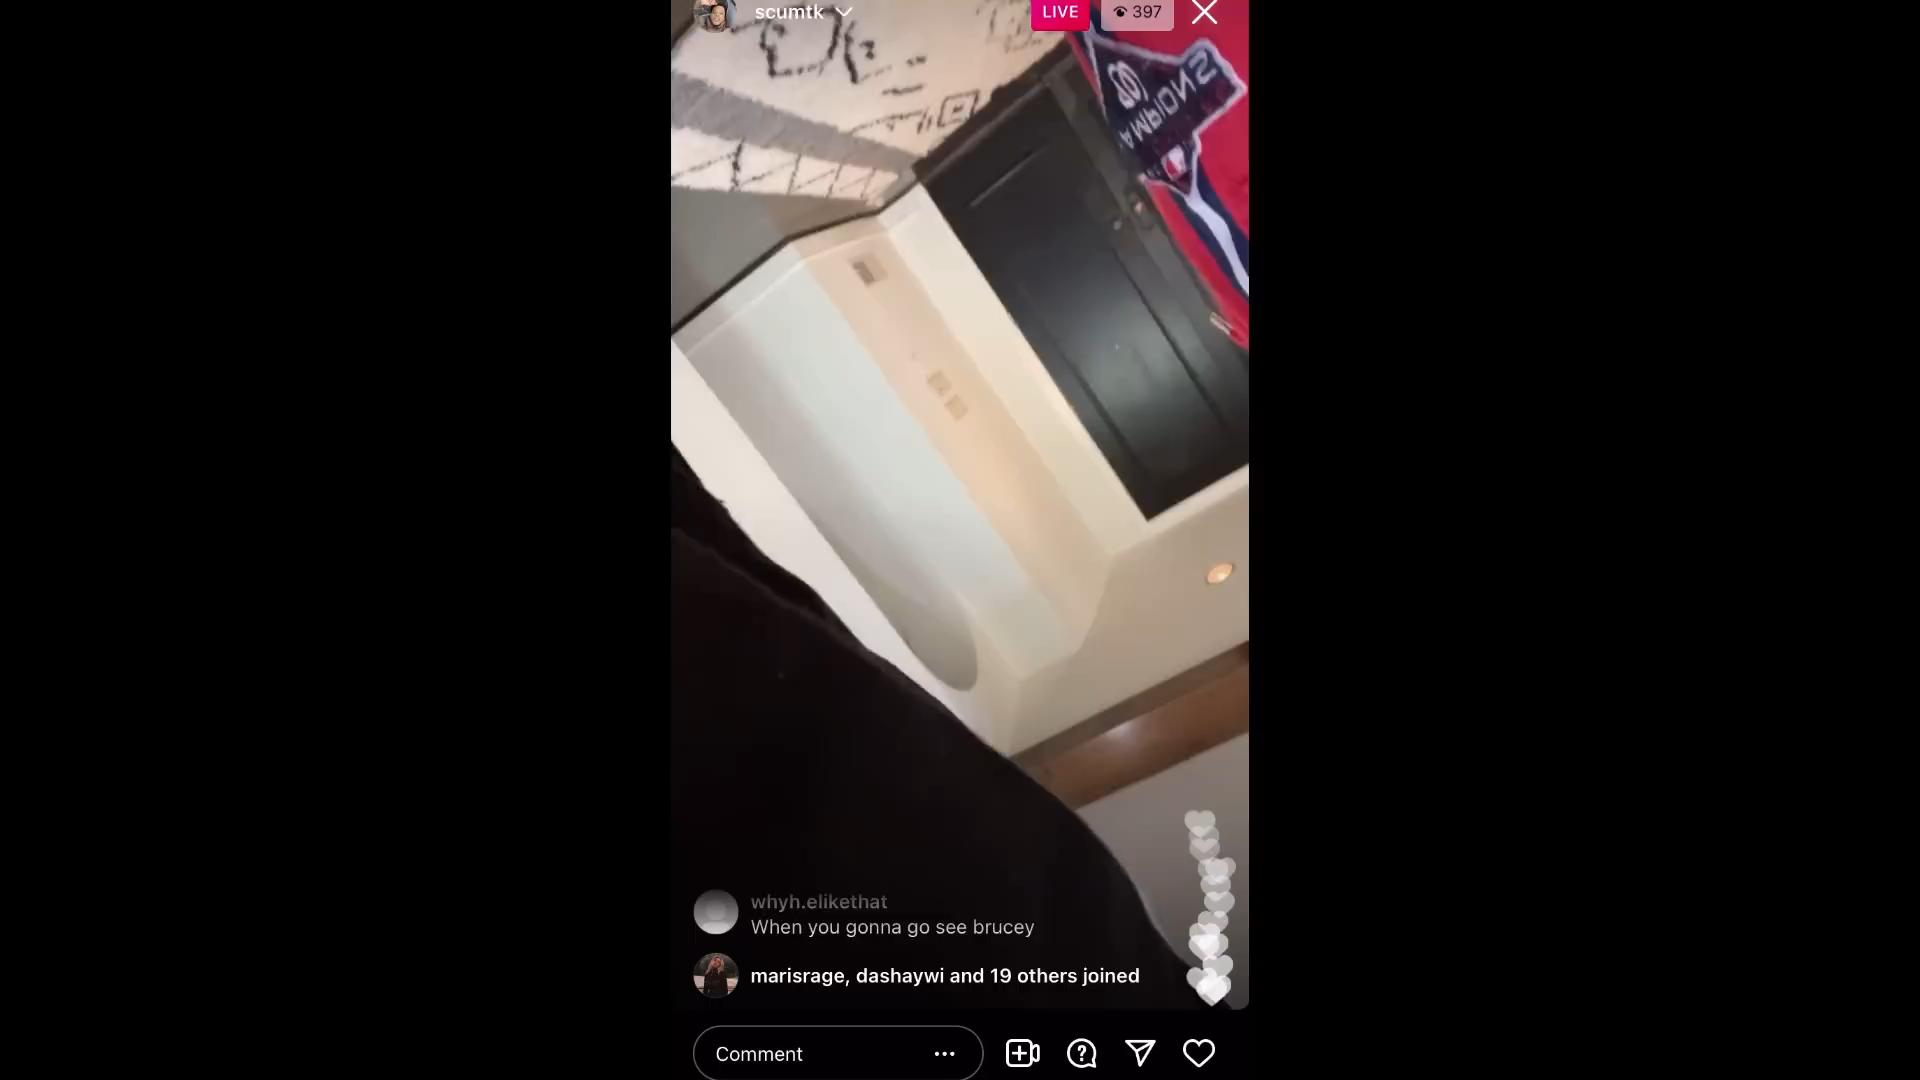 scumtk
LIVE
397
whyh.elikethat
When you gonna go see brucey
marisrage, dashaywi and 19 others joined
Comment